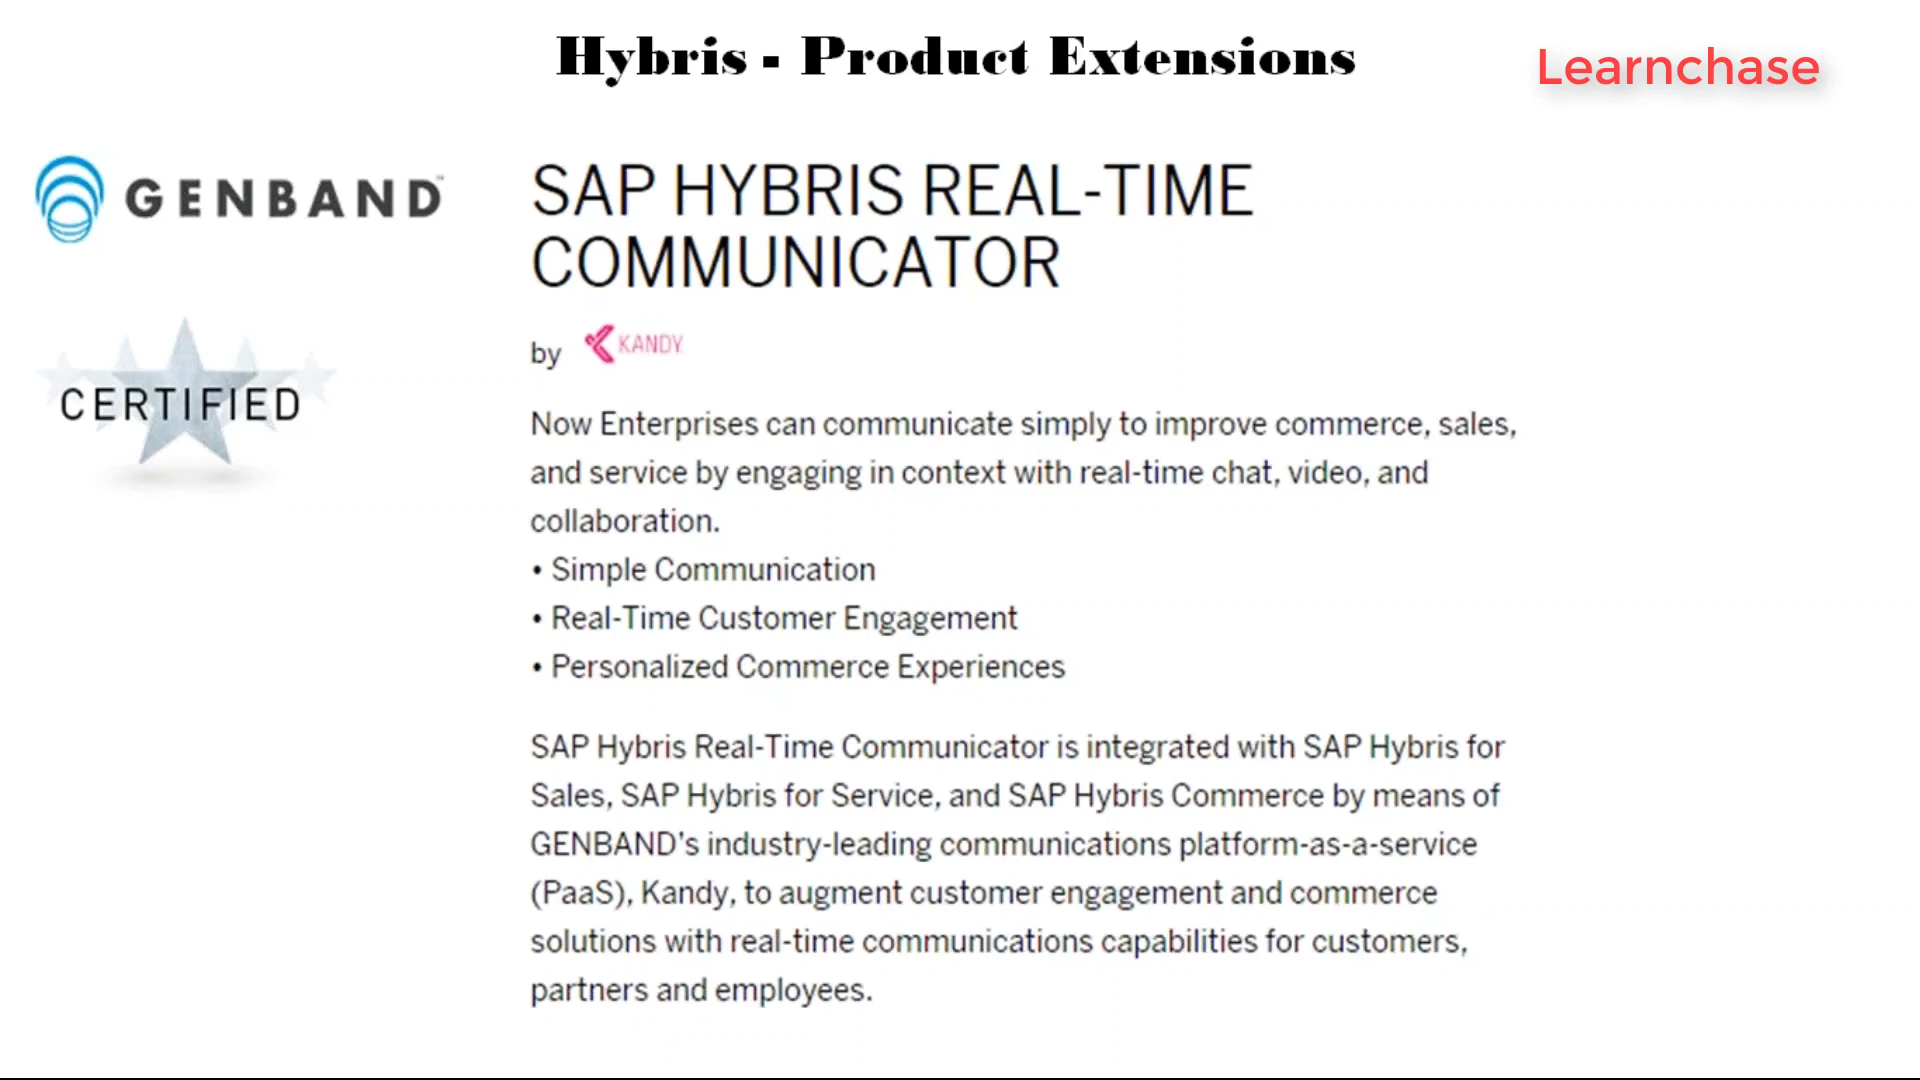 Hybris - Product Extensions
Learnchase
GENBAND™
SAP HYBRIS REAL-TIME
COMMUNICATOR
CERTIFIED
by KANDY
Now Enterprises can communicate simply to improve commerce, sales,
and service by engaging in context with real-time chat, video, and
collaboration.
• Simple Communication
• Real-Time Customer Engagement
• Personalized Commerce Experiences
SAP Hybris Real-Time Communicator is integrated with SAP Hybris for
Sales, SAP Hybris for Service, and SAP Hybris Commerce by means of
GENBAND's industry-leading communications platform-as-a-service
(PaaS), Kandy, to augment customer engagement and commerce
solutions with real-time communications capabilities for customers,
partners and employees.